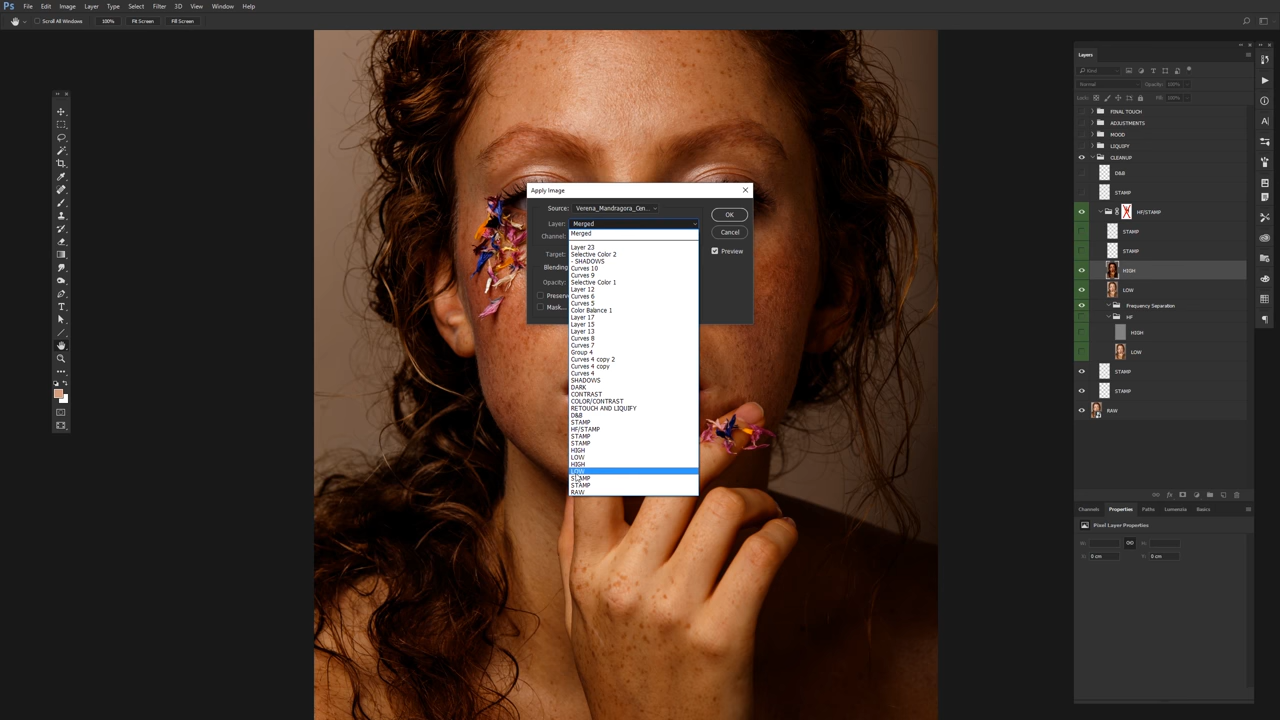 Ps File Edit Image Layer Type Select Filter 3D View Window Help
Scroll All Windows 100% Fit Screen Fill Screen
Layers
Kind
Normal Opacity: 100%
Lock: Fill: 100%
FINAL TOUCH
ADJUSTMENTS
MOOD
LIQUIFY
CLEANUP
D&B
STAMP
HF/STAMP
STAMP
STAMP
HIGH
LOW
Frequency Separation
HF
HIGH
LOW
STAMP
STAMP
RAW
Apply Image
Source: Verena_Mandragora_Cen...
Layer: Merged
Channel:
Target:
Blending
Opacity:
Preserv
Mask...
OK
Cancel
Preview
Merged
Layer 23
Selective Color 2
- SHADOWS
Curves 10
Curves 9
Selective Color 1
Layer 12
Curves 6
Curves 5
Color Balance 1
Layer 17
Layer 15
Layer 13
Curves 8
Curves 7
Group 4
Curves 4 copy 2
Curves 4 copy
Curves 4
SHADOWS
DARK
CONTRAST
COLOR/CONTRAST
RETOUCH AND LIQUIFY
D&B
STAMP
HF/STAMP
STAMP
STAMP
HIGH
LOW
HIGH
LOW
STAMP
STAMP
RAW
Channels Properties Paths Lumensia Basics
Pixel Layer Properties
W: H:
X: 0 cm Y: 0 cm